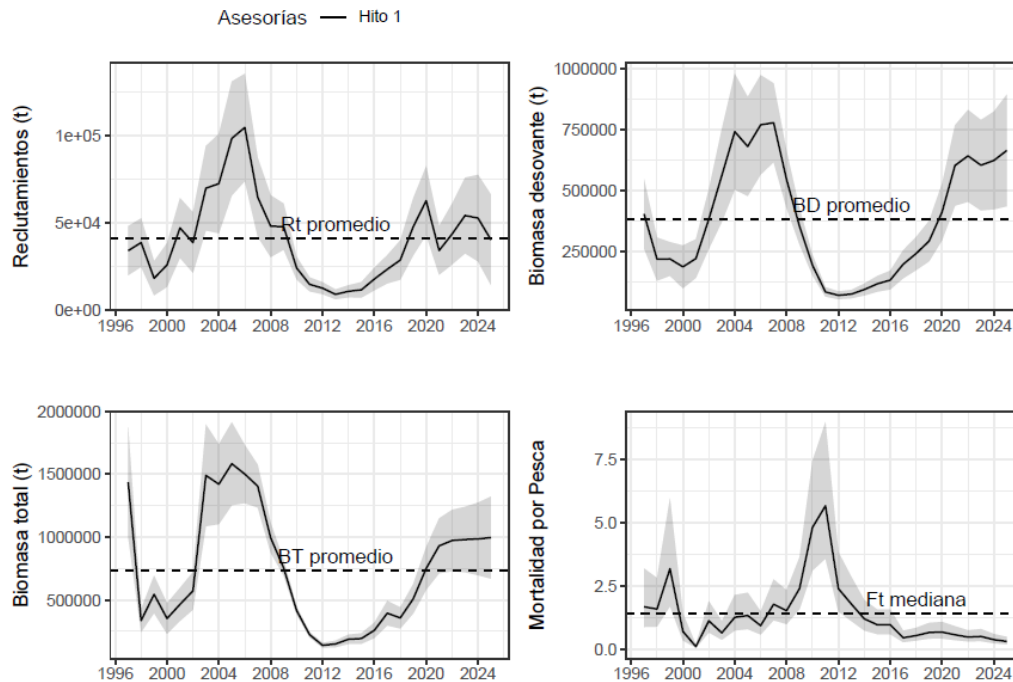 Asesorías — Hito 1
Reclutamientos (t)
1e+05
5e+04
0e+00
Rt promedio
1996 2000 2004 2008 2012 2016 2020 2024
Biomasa desovante (t)
1000000
750000
500000
250000
BD promedio
1996 2000 2004 2008 2012 2016 2020 2024
Biomasa total (t)
2000000
1500000
1000000
500000
BT promedio
1996 2000 2004 2008 2012 2016 2020 2024
Mortalidad por Pesca
7.5
5.0
2.5
0.0
Ft mediana
1996 2000 2004 2008 2012 2016 2020 2024